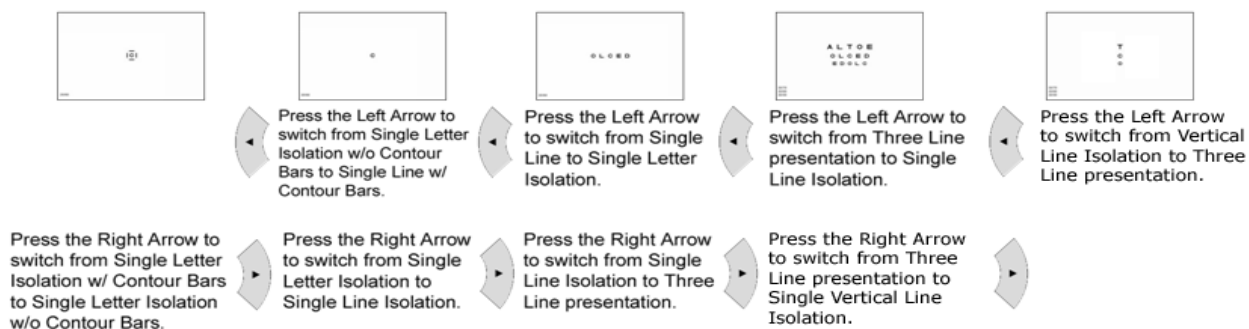 C
C
OLCED
ALTOE
OLCED
EDOLC
T
C
O
Press the Left Arrow to
switch from Single Letter
Isolation w/o Contour
Bars to Single Line w/
Contour Bars.
Press the Left Arrow
to switch from Single
Line to Single Letter
Isolation.
Press the Left Arrow to
switch from Three Line
presentation to Single
Line Isolation.
Press the Left Arrow
to switch from Vertical
Line Isolation to Three
Line presentation.
Press the Right Arrow to
switch from Single Letter
Isolation w/ Contour Bars
to Single Letter Isolation
w/o Contour Bars.
Press the Right Arrow
to switch from Single
Letter Isolation to
Single Line Isolation.
Press the Right Arrow
to switch from Single
Line Isolation to Three
Line presentation.
Press the Right Arrow
to switch from Three
Line presentation to
Single Vertical Line
Isolation.